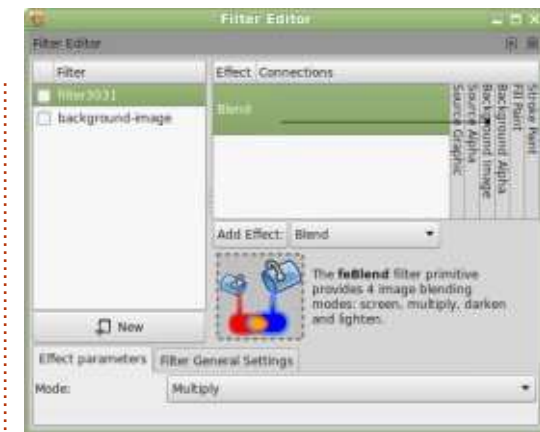 Filter Editor
Filter Editor
Filter
filter3031
background-image
New
Effect Connections
Blend
Stroke Paint
Fill Paint
Background Alpha
Background Image
Source Alpha
Source Graphic
Add Effect: Blend
The feBlend filter primitive
provides 4 image blending
modes: screen, multiply, darken
and lighten.
Effect parameters Filter General Settings
Mode: Multiply